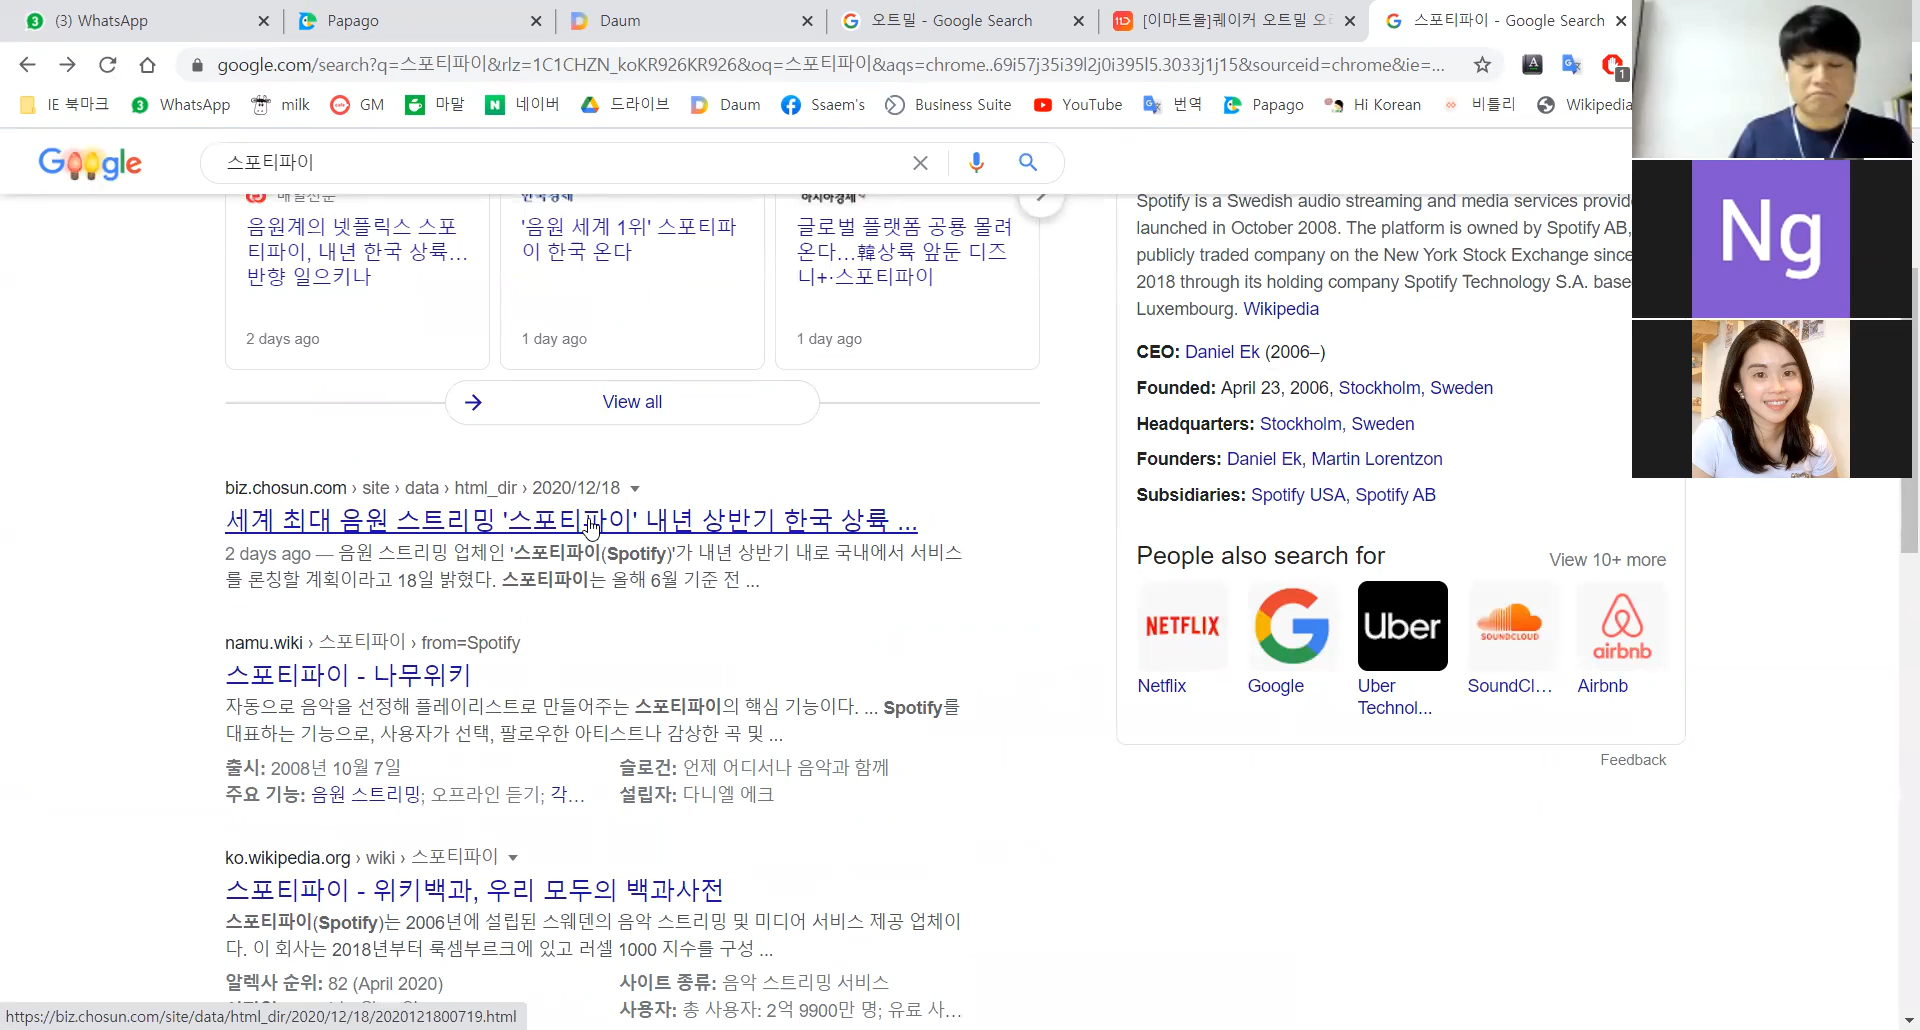 (3) WhatsApp
Papago
Daum
오트밀 - Google Search
[이마트몰]퀘이커 오트밀 오
스포티파이 - Google Search
google.com/search?q=스포티파이&rlz=1C1CHZN_koKR926KR926&oq=스포티파이&aqs=chrome..69i57j35i39l2j0i395l5.3033j1j15&sourceid=chrome&ie=...
1
IE 북마크
WhatsApp
milk
GM
마말
네이버
드라이브
Daum
Ssaem's
Business Suite
YouTube
번역
Papago
Hi Korean
비틀리
Wikipedia
Google
스포티파이
매일신문
한국경제
아시아경제
음원계의 넷플릭스 스포
티파이, 내년 한국 상륙...
반향 일으키나
2 days ago
'음원 세계 1위' 스포티파
이 한국 온다
1 day ago
글로벌 플랫폼 공룡 몰려
온다...韓상륙 앞둔 디즈
니+·스포티파이
1 day ago
View all
biz.chosun.com › site › data › html_dir › 2020/12/18
세계 최대 음원 스트리밍 '스포티파이' 내년 상반기 한국 상륙 ...
2 days ago — 음원 스트리밍 업체인 '스포티파이(Spotify)'가 내년 상반기 내로 국내에서 서비스
를 론칭할 계획이라고 18일 밝혔다. 스포티파이는 올해 6월 기준 전 ...
namu.wiki › 스포티파이 › from=Spotify
스포티파이 - 나무위키
자동으로 음악을 선정해 플레이리스트로 만들어주는 스포티파이의 핵심 기능이다. ... Spotify를
대표하는 기능으로, 사용자가 선택, 팔로우한 아티스트나 감상한 곡 및 ...
출시: 2008년 10월 7일
슬로건: 언제 어디서나 음악과 함께
주요 기능: 음원 스트리밍; 오프라인 듣기; 각...
설립자: 다니엘 에크
ko.wikipedia.org › wiki › 스포티파이
스포티파이 - 위키백과, 우리 모두의 백과사전
스포티파이(Spotify)는 2006년에 설립된 스웨덴의 음악 스트리밍 및 미디어 서비스 제공 업체이
다. 이 회사는 2018년부터 룩셈부르크에 있고 러셀 1000 지수를 구성 ...
알렉사 순위: 82 (April 2020)
사이트 종류: 음악 스트리밍 서비스
사용자: 총 사용자: 2억 9900만 명; 유료 사...
https://biz.chosun.com/site/data/html_dir/2020/12/18/2020121800719.html
Spotify is a Swedish audio streaming and media services provid
launched in October 2008. The platform is owned by Spotify AB,
publicly traded company on the New York Stock Exchange since
2018 through its holding company Spotify Technology S.A. base
Luxembourg. Wikipedia
CEO: Daniel Ek (2006–)
Founded: April 23, 2006, Stockholm, Sweden
Headquarters: Stockholm, Sweden
Founders: Daniel Ek, Martin Lorentzon
Subsidiaries: Spotify USA, Spotify AB
People also search for
View 10+ more
NETFLIX
Uber
SOUNDCLOUD
airbnb
Netflix
Google
Uber
Technol...
SoundCl...
Airbnb
Feedback
Ng